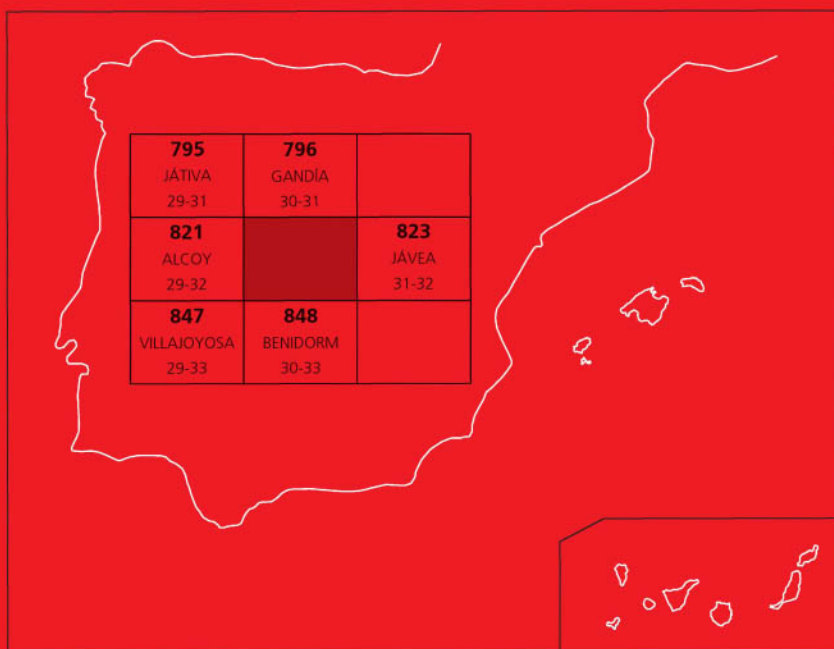 795 796
JÁTIVA GANDÍA
29-31 30-31
821 823
ALCOY JÁVEA
29-32 31-32
847 848
VILLAJOYOSA BENIDORM
29-33 30-33